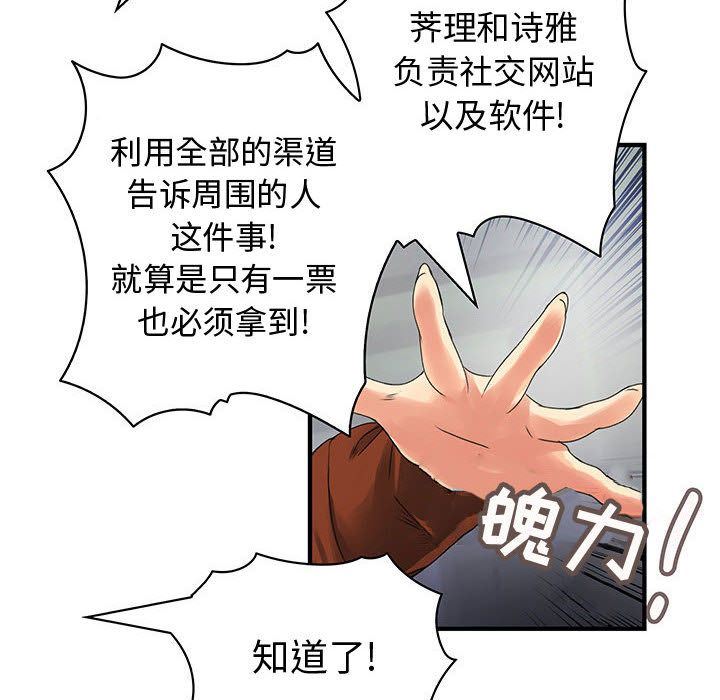 荠理和诗雅
负责社交网站
以及软件!
利用全部的渠道
告诉周围的人
这件事!
就算是只有一票
也必须拿到!
魄力!
知道了!